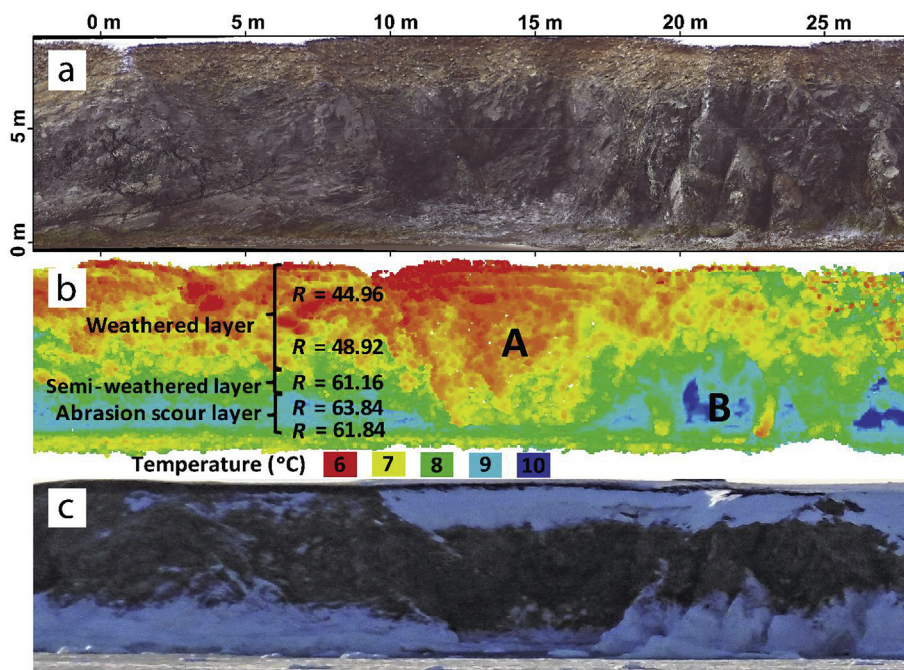 0 m 5 m 10 m 15 m 20 m 25 m
a
5 m
0 m
b
Weathered layer
R = 44.96
R = 48.92
Semi-weathered layer
R = 61.16
Abrasion scour layer
R = 63.84
R = 61.84
A
B
Temperature (°C) 6 7 8 9 10
c